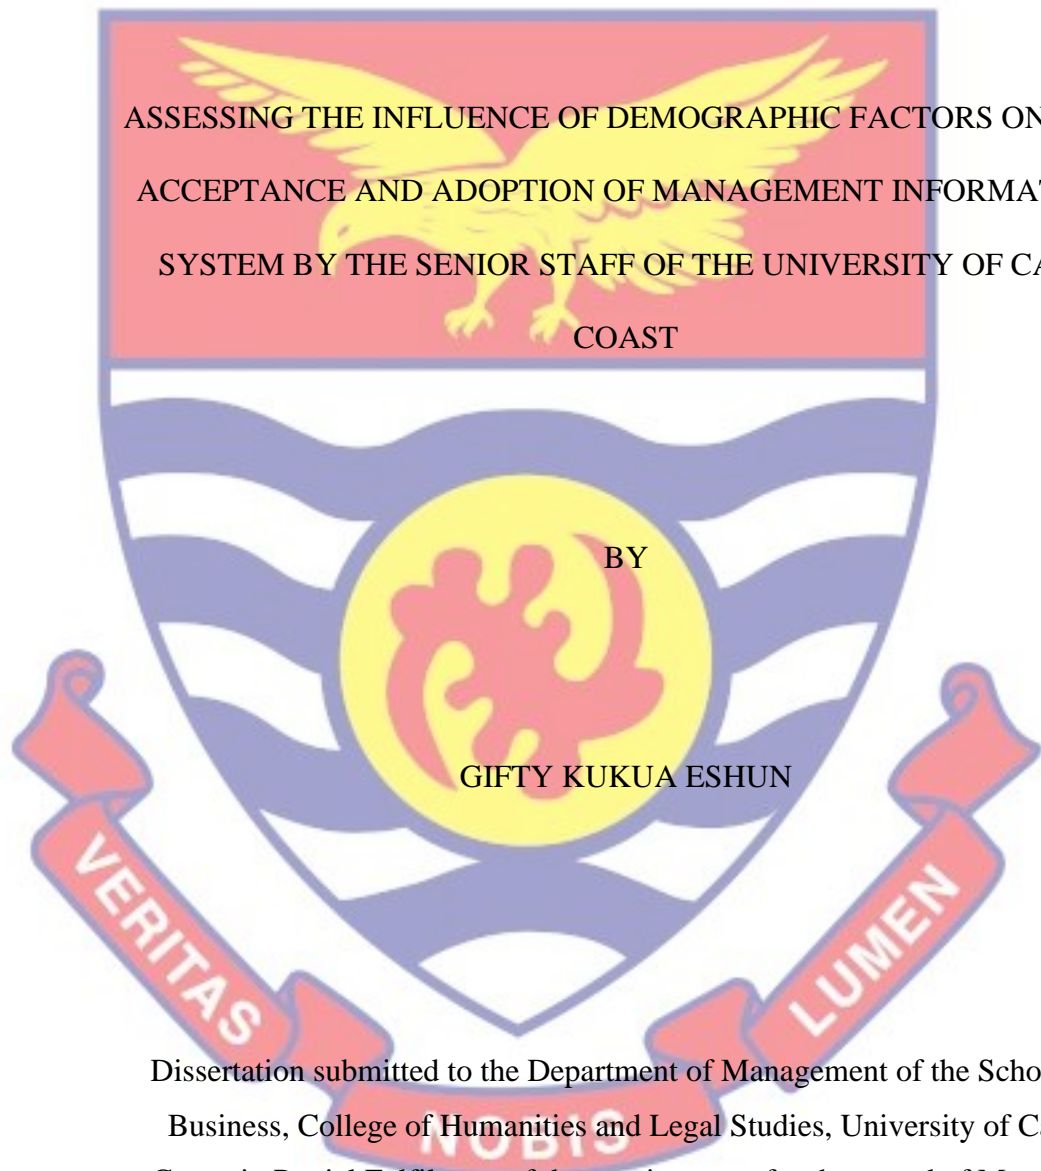 ASSESSING THE INFLUENCE OF DEMOGRAPHIC FACTORS ON
ACCEPTANCE AND ADOPTION OF MANAGEMENT
SYSTEM BY THE SENIOR STAFF OF THE UNIVERSITY OF
COAST
BY
GIFTY KUKUA ESHUN
VERITAS
NOBIS
LUMEN
Dissertation submitted to the Department of Management of the
Business, College of Humanities and Legal Studies, University of